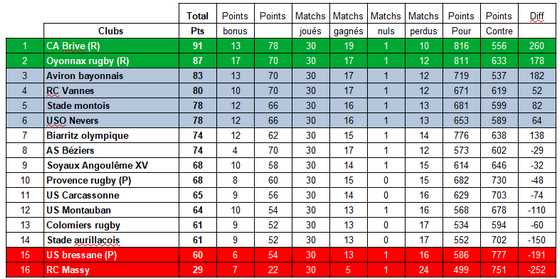 Total Points Points Matchs Matchs Matchs Matchs Points Points Diff
Clubs Pts bonus joués gagnés nuls perdus Pour Contre
1 CA Brive (R) 91 13 78 30 19 1 10 816 556 260
2 Oyonnax rugby (R) 87 17 70 30 17 1 12 811 633 178
3 Aviron bayonnais 83 13 70 30 17 1 12 719 537 182
4 RC Vannes 80 10 70 30 17 1 12 671 619 52
5 Stade montois 78 12 66 30 16 1 13 681 599 82
6 USO Nevers 78 12 66 30 16 1 13 653 589 64
7 Biarritz olympique 74 12 62 30 15 1 14 776 638 138
8 AS Béziers 74 4 70 30 17 1 12 573 602 -29
9 Soyaux Angoulême XV 68 10 58 30 14 1 15 614 646 -32
10 Provence rugby (P) 68 8 60 30 15 0 15 682 730 -48
11 US Carcassonne 65 9 56 30 14 0 16 629 703 -74
12 US Montauban 64 10 54 30 13 1 16 568 678 -110
13 Colomiers rugby 61 9 52 30 13 0 17 534 594 -60
14 Stade aurillacois 61 9 52 30 13 0 17 552 702 -150
15 US bressane (P) 60 6 54 30 13 1 16 586 777 -191
16 RC Massy 29 7 22 30 5 1 24 499 751 -252